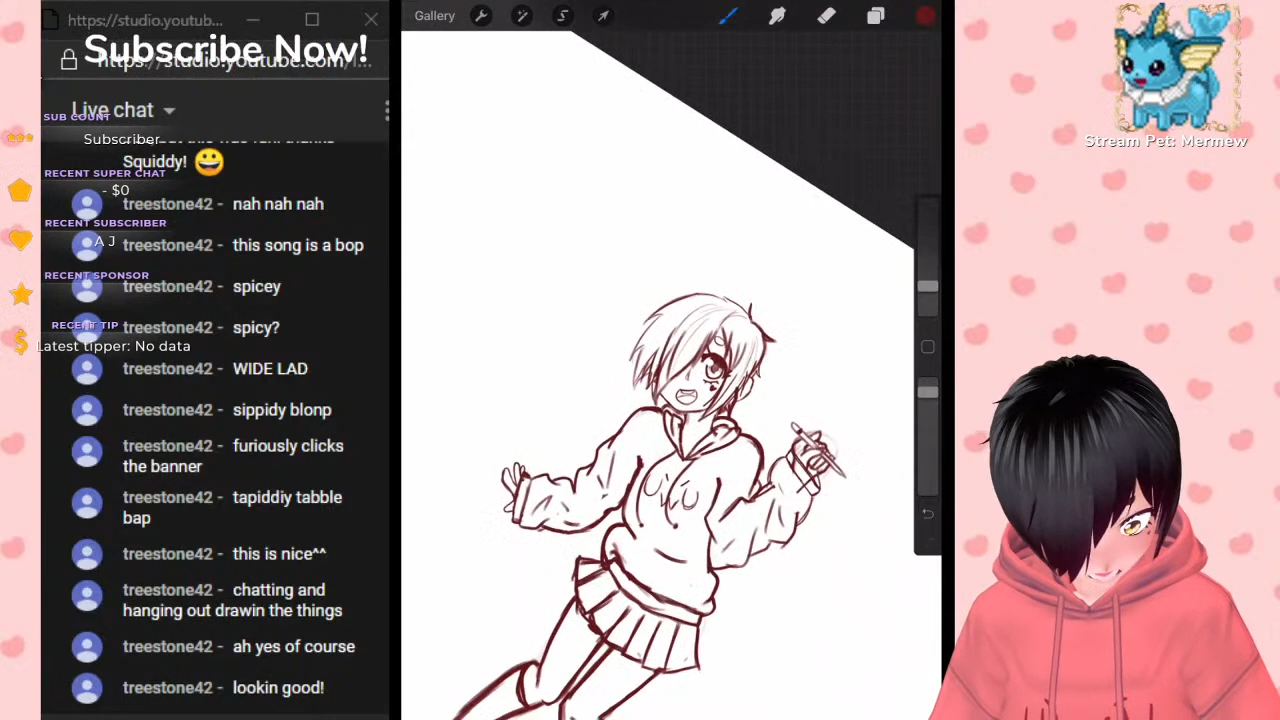 https://studio.youtub...
Subscribe Now!
https://studio.youtube.com/l...
Live chat
SUB COUNT
Subscriber
Squiddy! 😀
RECENT SUPER CHAT
- $0
treestone42 - nah nah nah
RECENT SUBSCRIBER
A J
treestone42 - this song is a bop
RECENT SPONSOR
treestone42 - spicey
RECENT TIP
treestone42 - spicy?
Latest tipper: No data
treestone42 - WIDE LAD
treestone42 - sippidy blonp
treestone42 - furiously clicks
the banner
treestone42 - tapiddiy tabble
bap
treestone42 - this is nice^^
treestone42 - chatting and
hanging out drawin the things
treestone42 - ah yes of course
treestone42 - lookin good!
Gallery
Stream Pet: Mermew